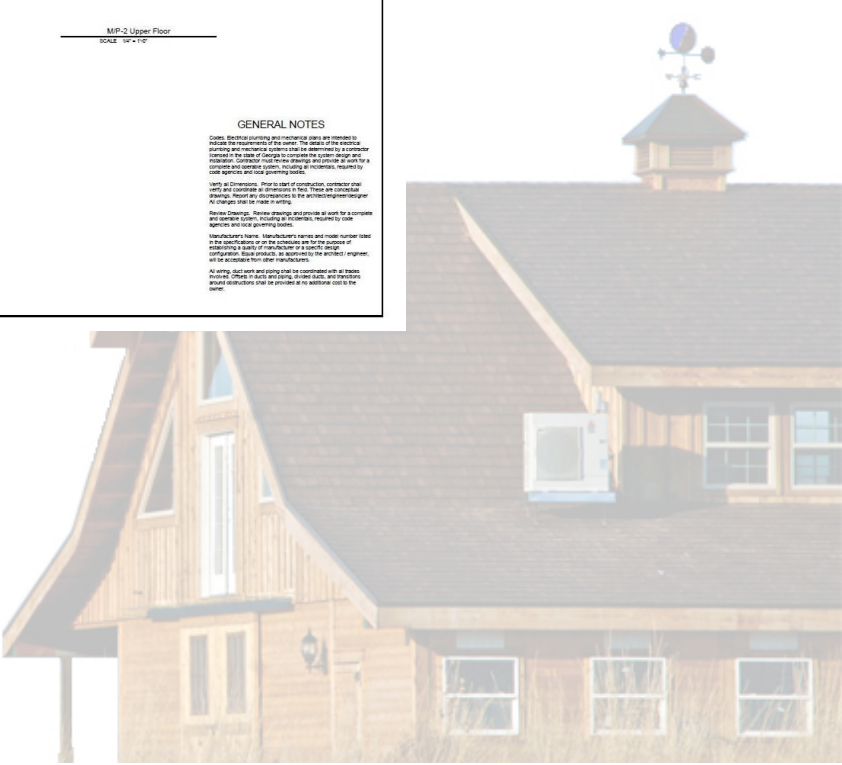 M/P-2 Upper Floor
SCALE 1/4" = 1'-0"
GENERAL NOTES
Codes. Electrical plumbing and mechanical plans are intended to
indicate the requirements of the owner. The details of the electrical
plumbing and mechanical systems shall be determined by a contractor
licensed in the state of Georgia to complete the system design and
installation. Contractor must review drawings and provide all work for a
complete and operable system, including all incidentals, required by
code agencies and local governing bodies.
Verify all Dimensions. Prior to start of construction, contractor shall
verify and coordinate all dimensions in field. These are conceptual
drawings. Report any discrepancies to the architect/engineer/designer
All changes shall be made in writing.
Review Drawings. Review drawings and provide all work for a complete
and operable system, including all incidentals, required by code
agencies and local governing bodies.
Manufacturer's Name. Manufacturer's names and model number listed
in the specifications or on the schedules are for the purpose of
establishing a quality of manufacturer or a specific design
configuration. Equal products, as approved by the architect / engineer,
will be acceptable from other manufacturers.
All wiring, duct work and piping shall be coordinated with all trades
involved. Offsets in ducts and piping, divided ducts, and transitions
around obstructions shall be provided at no additional cost to the
owner.